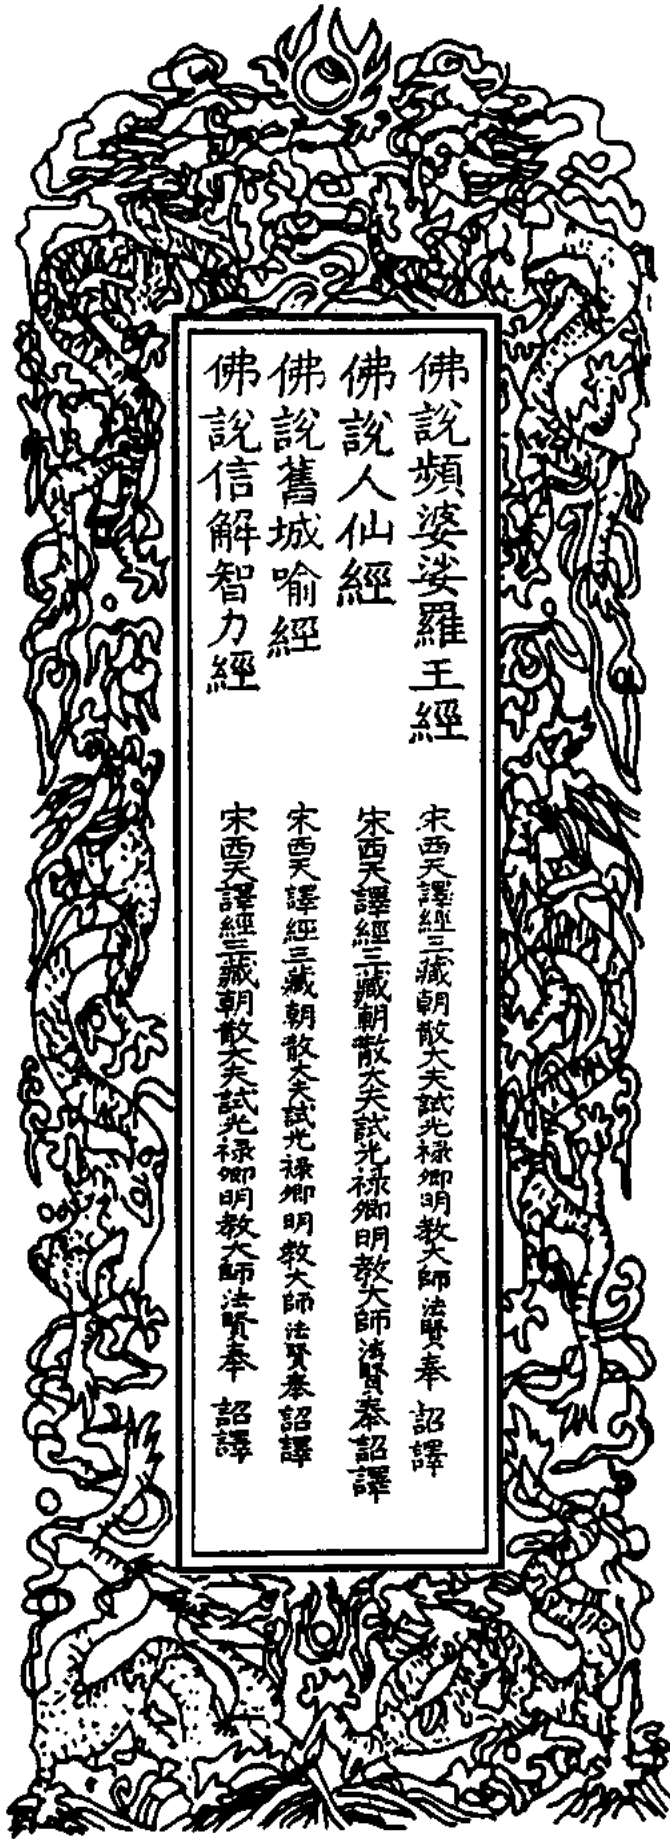 佛說頻婆娑羅王經 宋西天譯經三藏朝散大夫試光祿卿明教大師法賢奉 詔譯
佛說人仙經 宋西天譯經三藏朝散大夫試光祿卿明教大師法賢奉詔譯
佛說舊城喻經 宋西天譯經三藏朝散大夫試光祿卿明教大師法賢奉詔譯
佛說信解智力經 宋西天譯經三藏朝散大夫試光祿卿明教大師法賢奉 詔譯